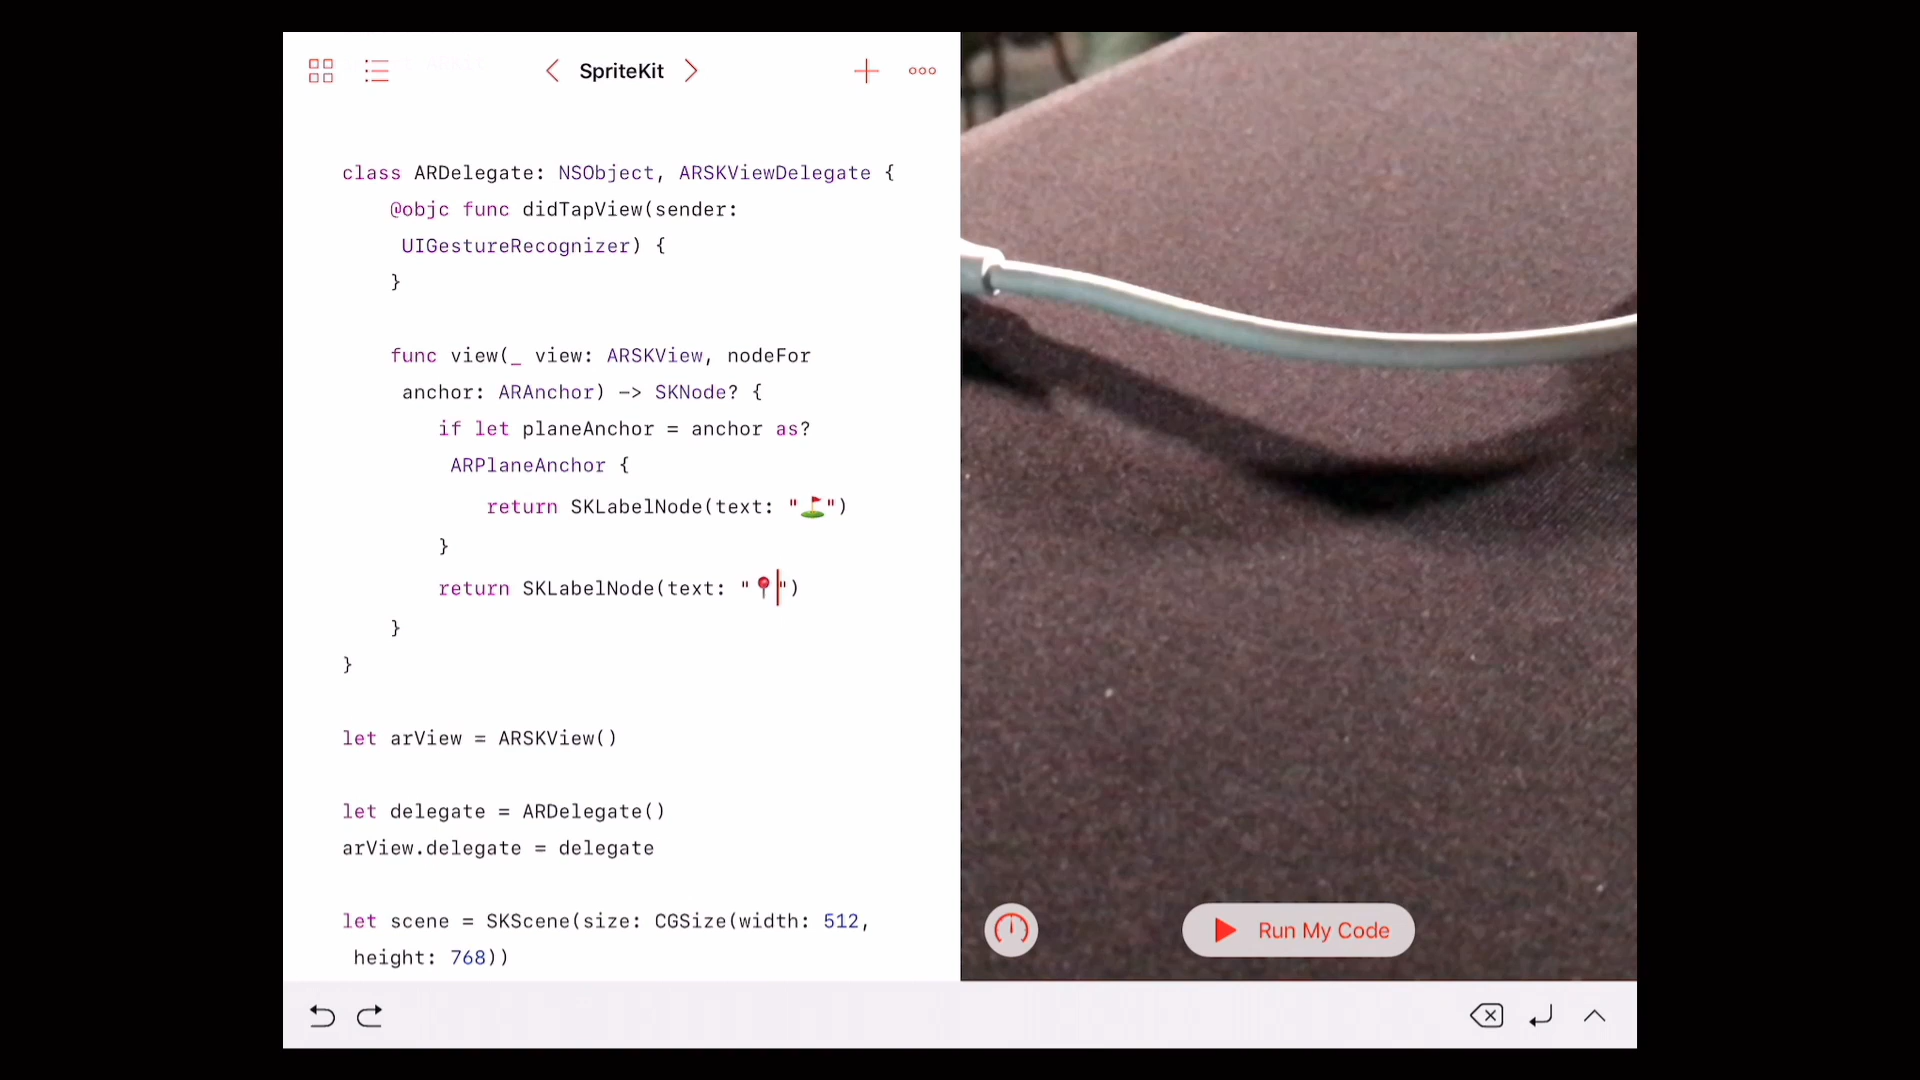 SpriteKit
class ARDelegate: NSObject, ARSKViewDelegate {
@objc func didTapView(sender:
UIGestureRecognizer) {
}
func view(_ view: ARSKView, nodeFor
anchor: ARAnchor) -> SKNode? {
if let planeAnchor = anchor as?
ARPlaneAnchor {
return SKLabelNode(text: "⛳")
}
return SKLabelNode(text: "📍")
}
}
let arView = ARSKView()
let delegate = ARDelegate()
arView.delegate = delegate
let scene = SKScene(size: CGSize(width: 512,
height: 768))
Run My Code